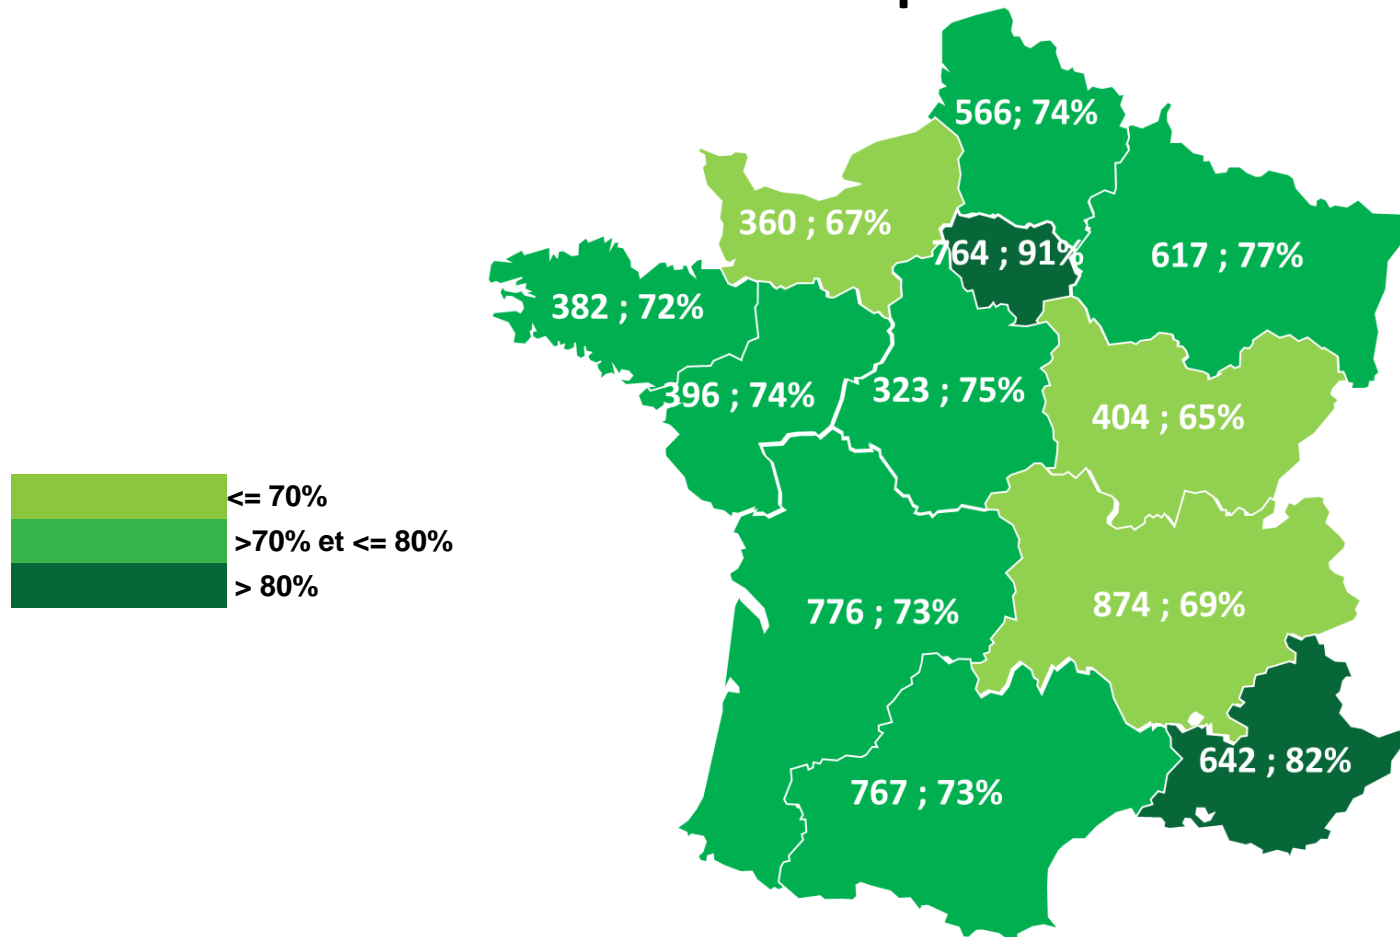 566; 74%
360 ; 67%
764 ; 91%
617 ; 77%
382 ; 72%
396 ; 74%
323 ; 75%
404 ; 65%
<= 70%
>70% et <= 80%
> 80%
776 ; 73%
874 ; 69%
642 ; 82%
767 ; 73%